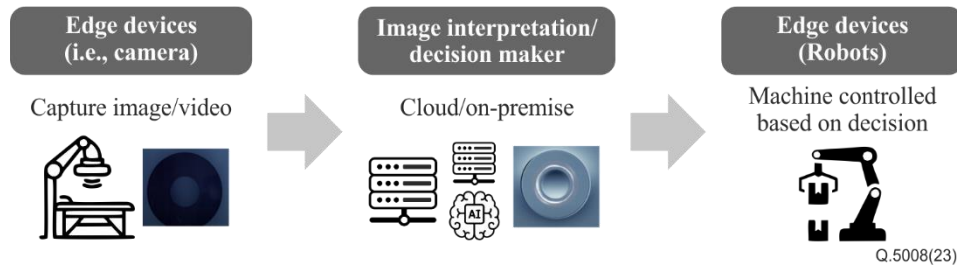 Edge devices
(i.e., camera)
Capture image/video
Image interpretation/
decision maker
Cloud/on-premise
AI
Edge devices
(Robots)
Machine controlled
based on decision
Q.5008(23)